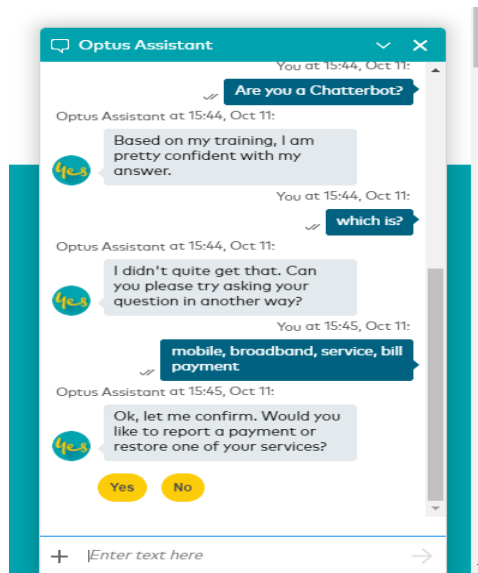 Optus Assistant
You at 15:44, Oct 11:
Are you a Chatterbot?
Optus Assistant at 15:44, Oct 11:
Based on my training, I am
pretty confident with my
answer.
yes
You at 15:44, Oct 11:
which is?
Optus Assistant at 15:44, Oct 11:
I didn't quite get that. Can
you please try asking your
question in another way?
yes
You at 15:45, Oct 11:
mobile, broadband, service, bill
payment
Optus Assistant at 15:45, Oct 11:
Ok, let me confirm. Would you
like to report a payment or
restore one of your services?
yes
Yes No
Enter text here